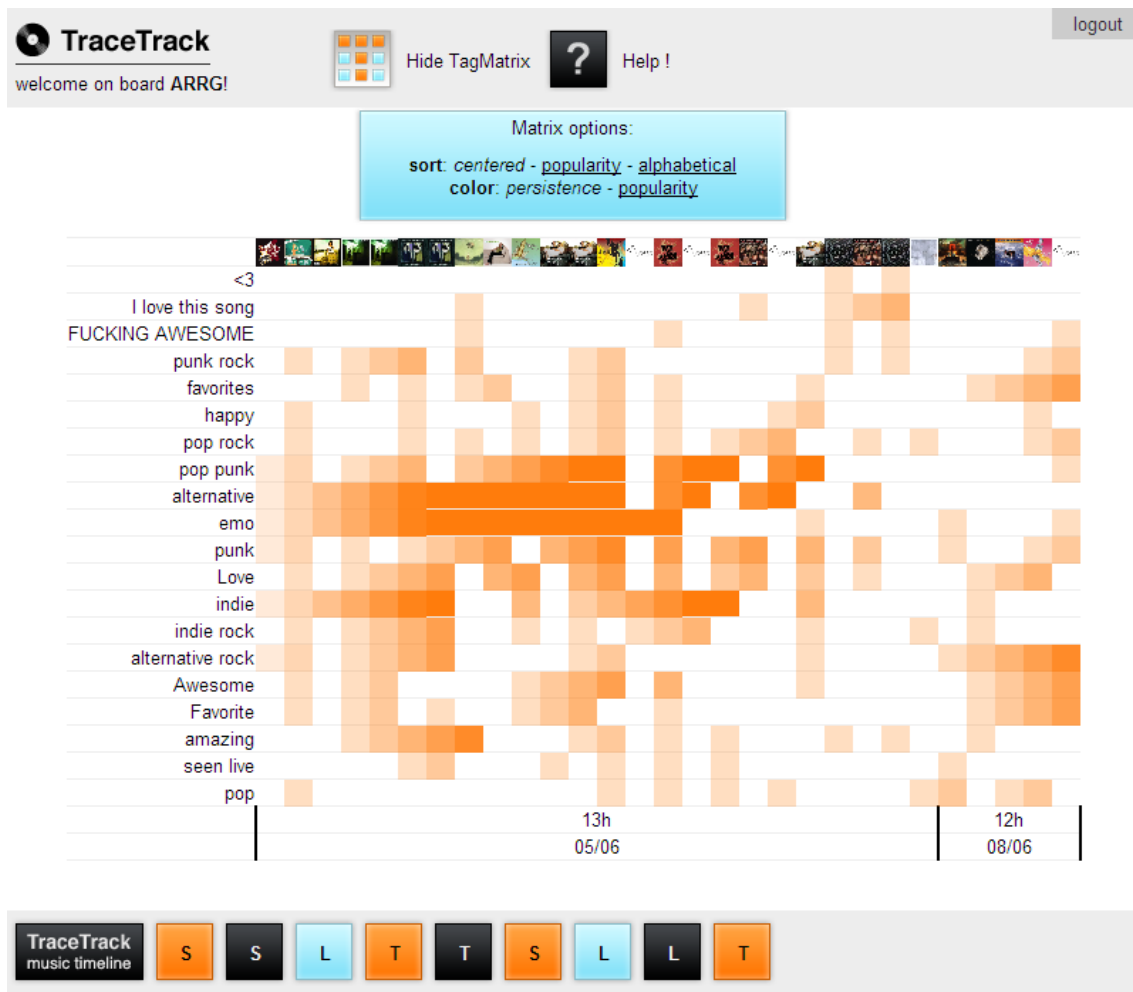 logout
TraceTrack
welcome on board ARRG!
Hide TagMatrix
?
Help !
Matrix options:
sort: centered - popularity - alphabetical
color: persistence - popularity
<3
I love this song
FUCKING AWESOME
punk rock
favorites
happy
pop rock
pop punk
alternative
emo
punk
Love
indie
indie rock
alternative rock
Awesome
Favorite
amazing
seen live
pop
13h 12h
05/06 08/06
TraceTrack
music timeline
S S L T T S L L T